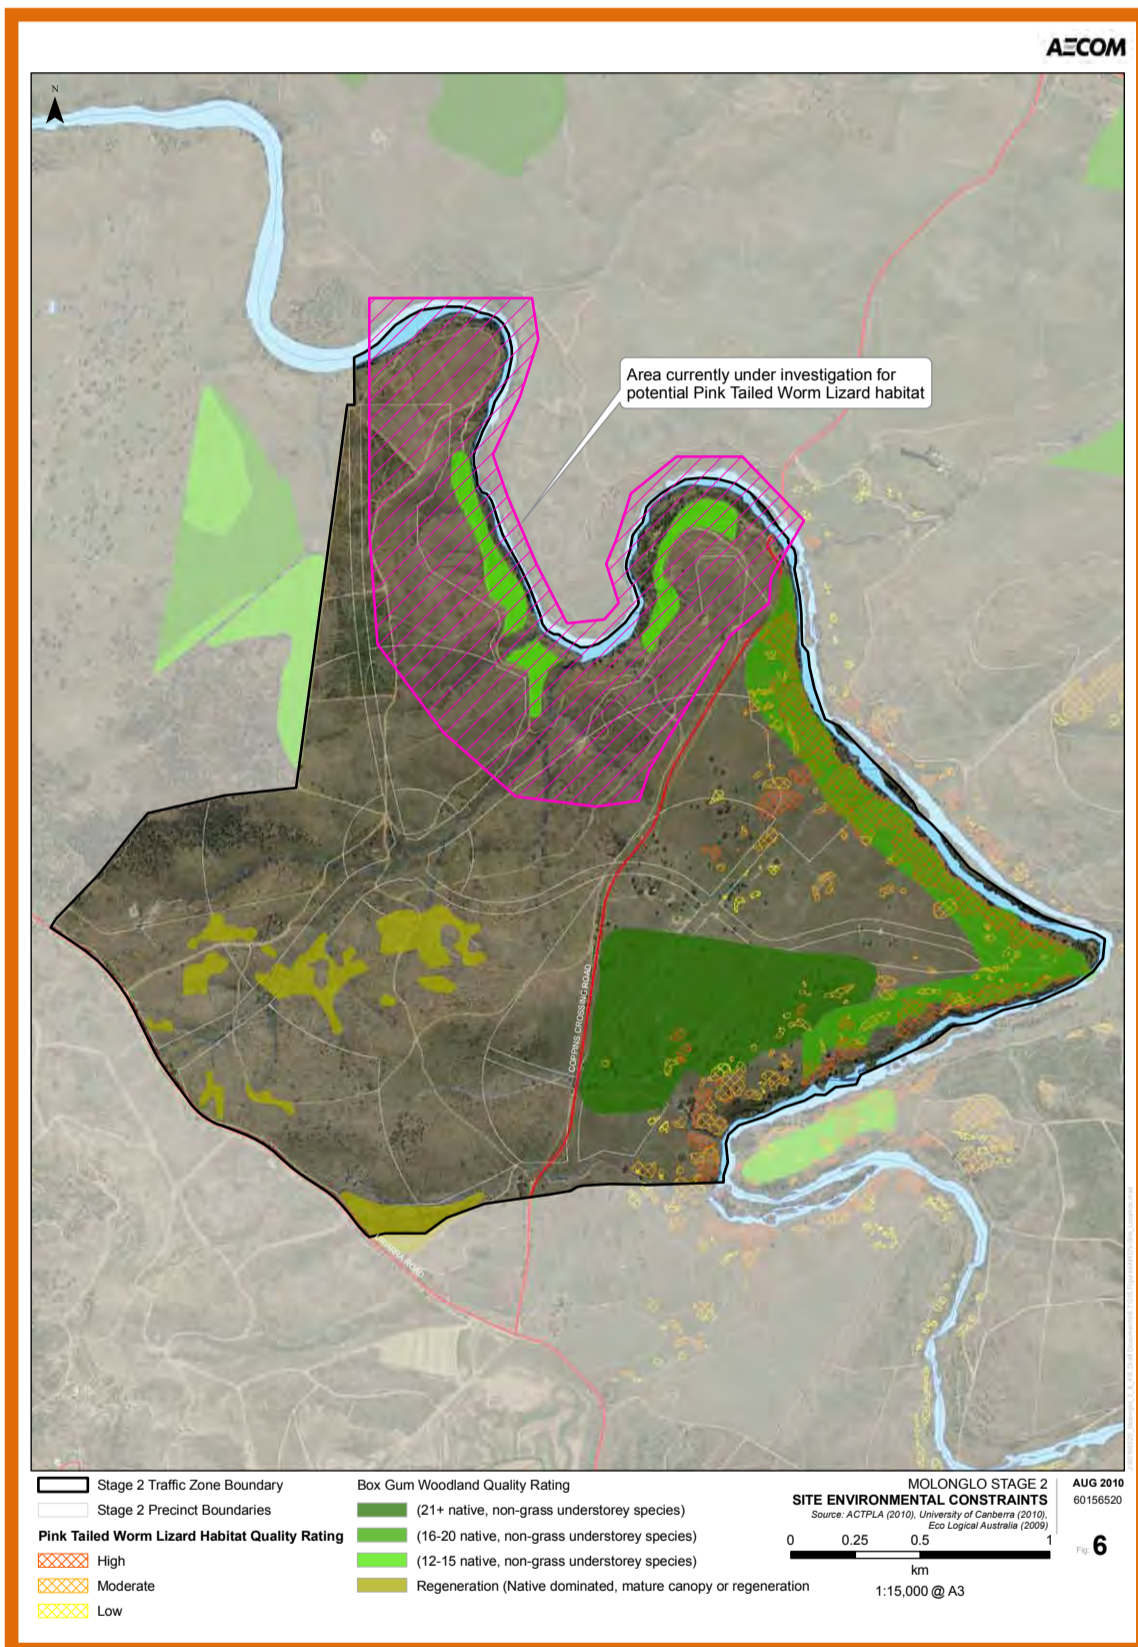 AECOM
N
Area currently under investigation for
potential Pink Tailed Worm Lizard habitat
COPPINS CROSSING ROAD
URIARRA ROAD
Stage 2 Traffic Zone Boundary
Stage 2 Precinct Boundaries
Pink Tailed Worm Lizard Habitat Quality Rating
High
Moderate
Low
Box Gum Woodland Quality Rating
(21+ native, non-grass understorey species)
(16-20 native, non-grass understorey species)
(12-15 native, non-grass understorey species)
Regeneration (Native dominated, mature canopy or regeneration
MOLONGLO STAGE 2
SITE ENVIRONMENTAL CONSTRAINTS
Source: ACTPLA (2010), University of Canberra (2010),
Eco Logical Australia (2009)
0 0.25 0.5 1
km
1:15,000 @ A3
AUG 2010
60156520
Fig: 6